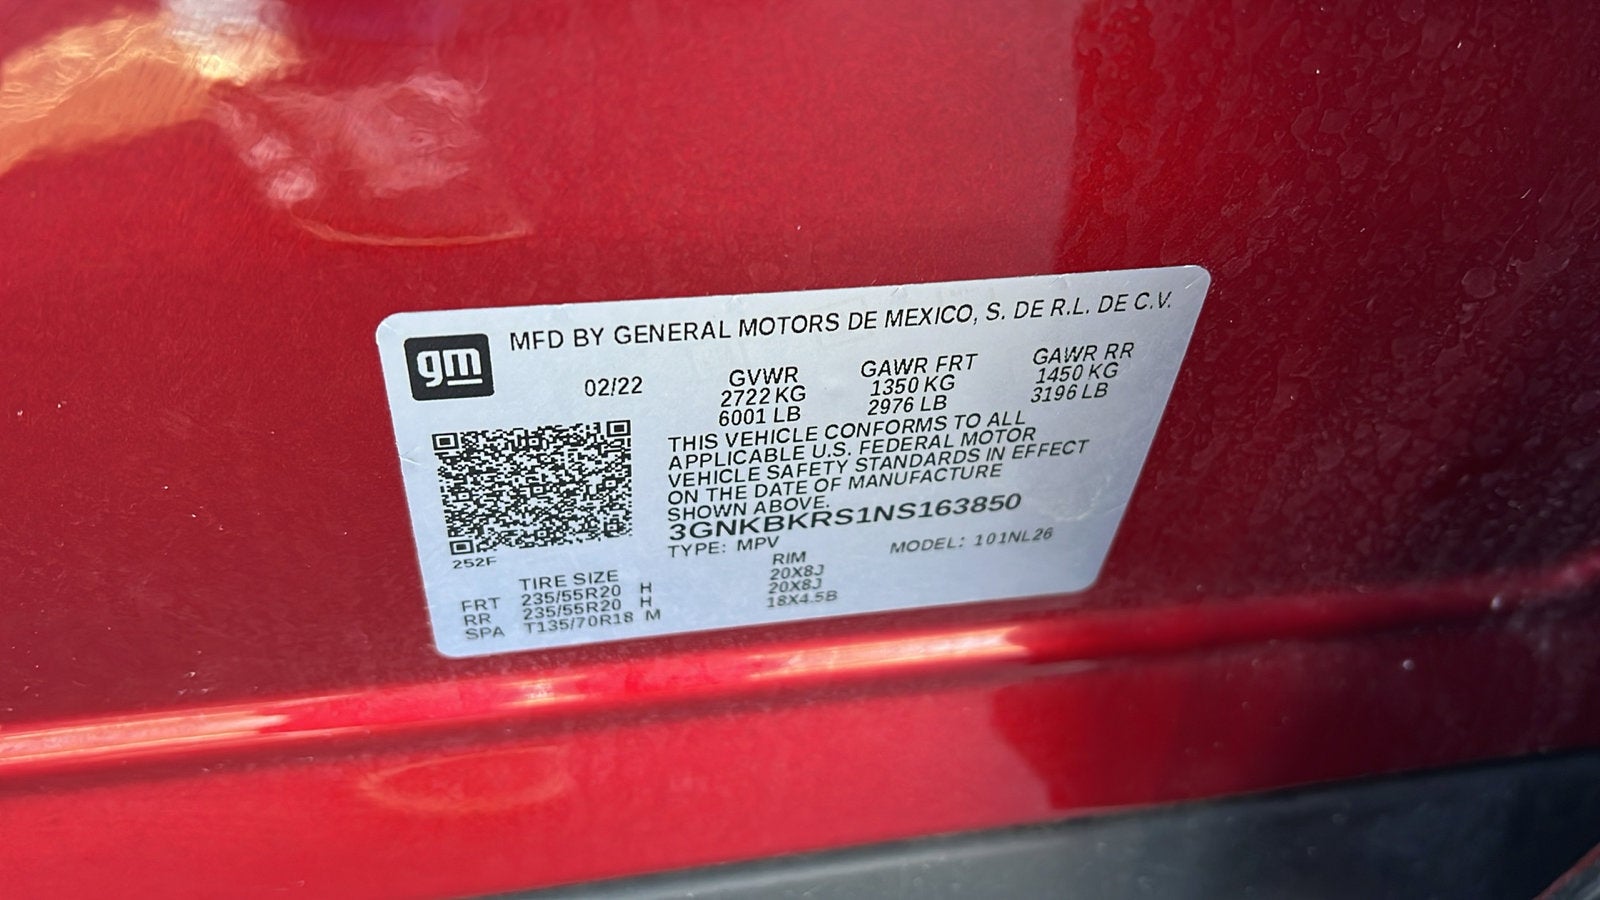 gm MFD BY GENERAL MOTORS DE MEXICO, S. DE R.L. DE C.V.
02/22 GVWR GAWR FRT GAWR RR
2722 KG 1350 KG 1450 KG
6001 LB 2976 LB 3196 LB
THIS VEHICLE CONFORMS TO ALL
APPLICABLE U.S. FEDERAL MOTOR
VEHICLE SAFETY STANDARDS IN EFFECT
ON THE DATE OF MANUFACTURE
SHOWN ABOVE.
3GNKBKRS1NS163850
TYPE: MPV MODEL: 101NL26
252F
TIRE SIZE RIM
FRT 235/55R20 H 20X8J
RR 235/55R20 H 20X8J
SPA T135/70R18 M 18X4.5B